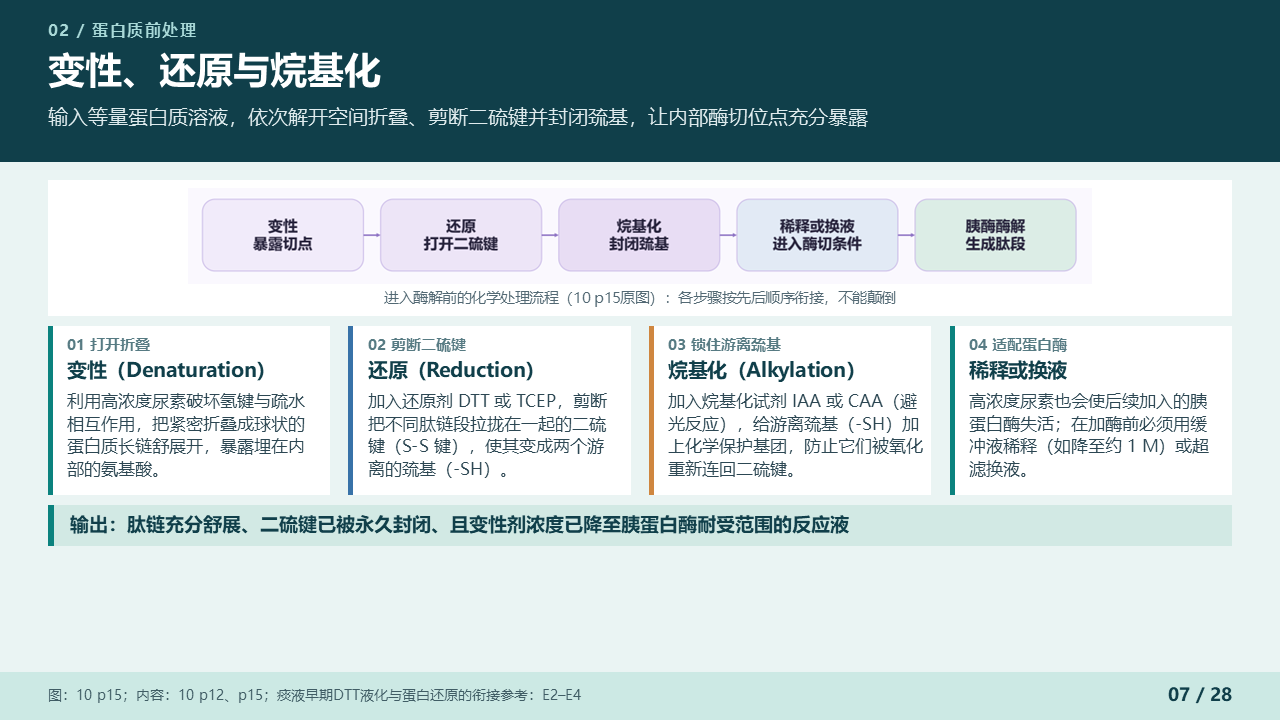 02 / 蛋白质前处理
变性、还原与烷基化
输入等量蛋白质溶液，依次解开空间折叠、剪断二硫键并封闭巯基，让内部酶切位点充分暴露
变性
暴露切点
还原
打开二硫键
烷基化
封闭巯基
稀释或换液
进入酶切条件
胰酶酶解
生成肽段
进入酶解前的化学处理流程（10 p15原图）：各步骤按先后顺序衔接，不能颠倒
01 打开折叠
变性（Denaturation）
利用高浓度尿素破坏氢键与疏水
相互作用，把紧密折叠成球状的
蛋白质长链舒展开，暴露埋在内
部的氨基酸。
02 剪断二硫键
还原（Reduction）
加入还原剂 DTT 或 TCEP，剪断
把不同肽链段拉拢在一起的二硫
键（S-S 键），使其变成两个游
离的巯基（-SH）。
03 锁住游离巯基
烷基化（Alkylation）
加入烷基化试剂 IAA 或 CAA（避
光反应），给游离巯基（-SH）加
上化学保护基团，防止它们被氧化
重新连回二硫键。
04 适配蛋白酶
稀释或换液
高浓度尿素也会使后续加入的胰
蛋白酶失活；在加酶前必须用缓
冲液稀释（如降至约 1 M）或超
滤换液。
输出：肽链充分舒展、二硫键已被永久封闭、且变性剂浓度已降至胰蛋白酶耐受范围的反应液
图：10 p15；内容：10 p12、p15；痰液早期DTT液化与蛋白还原的衔接参考：E2–E4
07 / 28